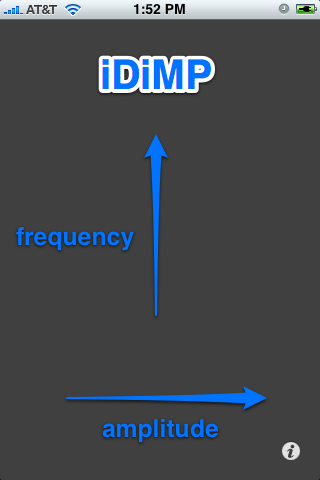 AT&T 1:52 PM
iDiMP
frequency
amplitude
i